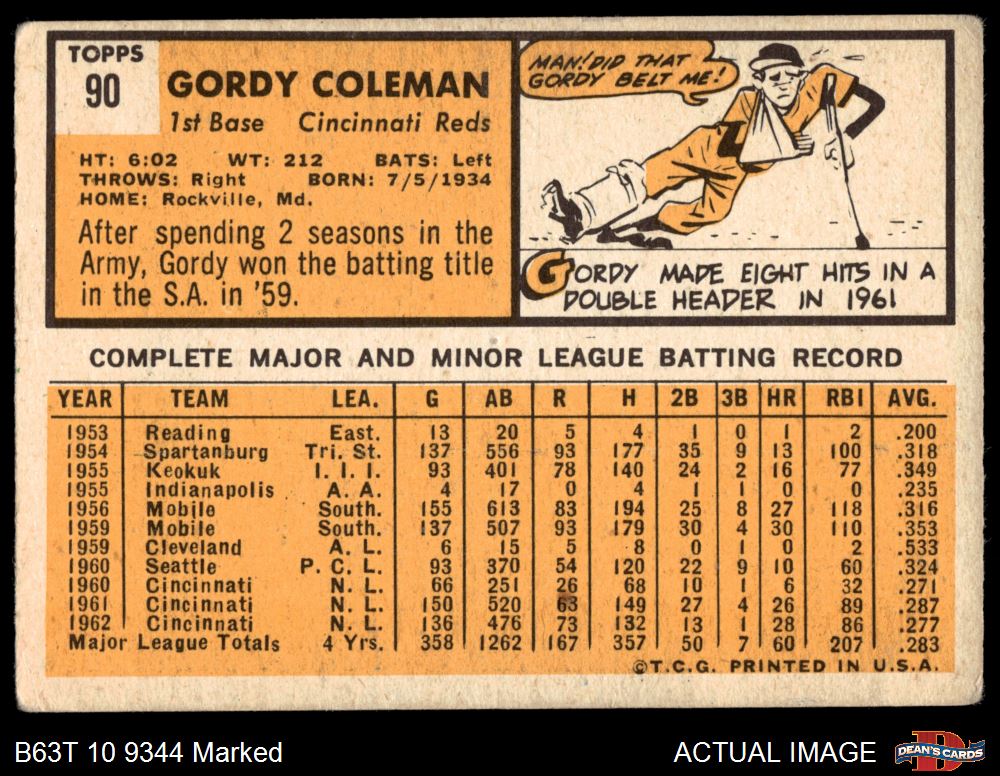 TOPPS
90
GORDY COLEMAN
1st Base Cincinnati Reds
HT: 6:02 WT: 212 BATS: Left
THROWS: Right BORN: 7/5/1934
HOME: Rockville, Md.
After spending 2 seasons in the
Army, Gordy won the batting title
in the S.A. in '59.
MAN! DID THAT
GORDY BELT ME!
GORDY MADE EIGHT HITS IN A
DOUBLE HEADER IN 1961
COMPLETE MAJOR AND MINOR LEAGUE BATTING RECORD
YEAR TEAM LEA. G AB R H 2B 3B HR RBI AVG.
1953 Reading East. 13 20 5 4 1 0 1 2 .200
1954 Spartanburg Tri. St. 137 556 93 177 35 9 13 100 .318
1955 Keokuk I. I. I. 93 401 78 140 24 2 16 77 .349
1955 Indianapolis A. A. 4 17 0 4 1 1 0 0 .235
1956 Mobile South. 155 613 83 194 25 8 27 118 .316
1959 Mobile South. 137 507 93 179 30 4 30 110 .353
1959 Cleveland A. L. 6 15 5 8 0 1 0 2 .533
1960 Seattle P. C. L. 93 370 54 120 22 9 10 60 .324
1960 Cincinnati N. L. 66 251 26 68 10 1 6 32 .271
1961 Cincinnati N. L. 150 520 63 149 27 4 26 89 .287
1962 Cincinnati N. L. 136 476 73 132 13 1 28 86 .277
Major League Totals 4 Yrs. 358 1262 167 357 50 7 60 207 .283
©T.C.G. PRINTED IN U.S.A.
B63T 10 9344 Marked
ACTUAL IMAGE
DEAN'S CARDS